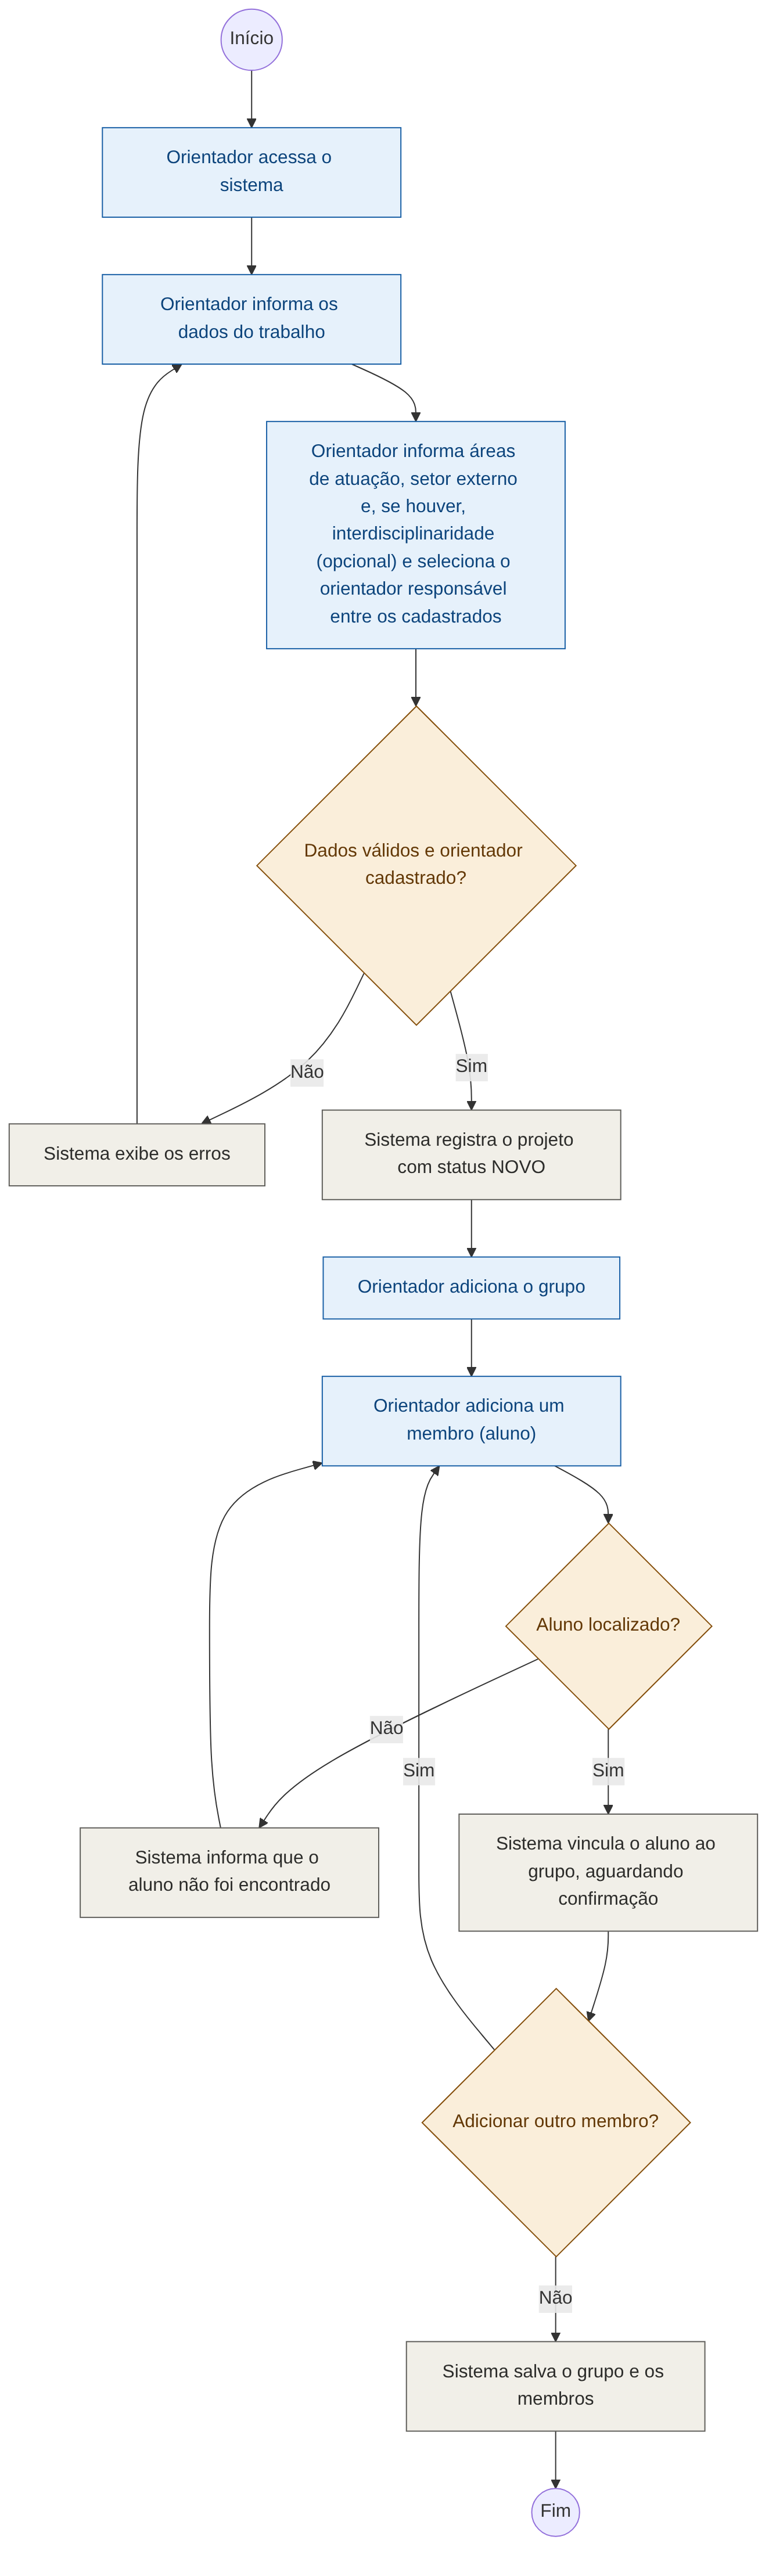 Início
Orientador acessa o
sistema
Orientador informa os
dados do trabalho
Orientador informa áreas
de atuação, setor externo
e, se houver,
interdisciplinaridade
(opcional) e seleciona o
orientador responsável
entre os cadastrados
Dados válidos e orientador
cadastrado?
Não
Sim
Sistema exibe os erros
Sistema registra o projeto
com status NOVO
Orientador adiciona o grupo
Orientador adiciona um
membro (aluno)
Aluno localizado?
Não
Sim
Sim
Sistema informa que o
aluno não foi encontrado
Sistema vincula o aluno ao
grupo, aguardando
confirmação
Adicionar outro membro?
Não
Sistema salva o grupo e os
membros
Fim